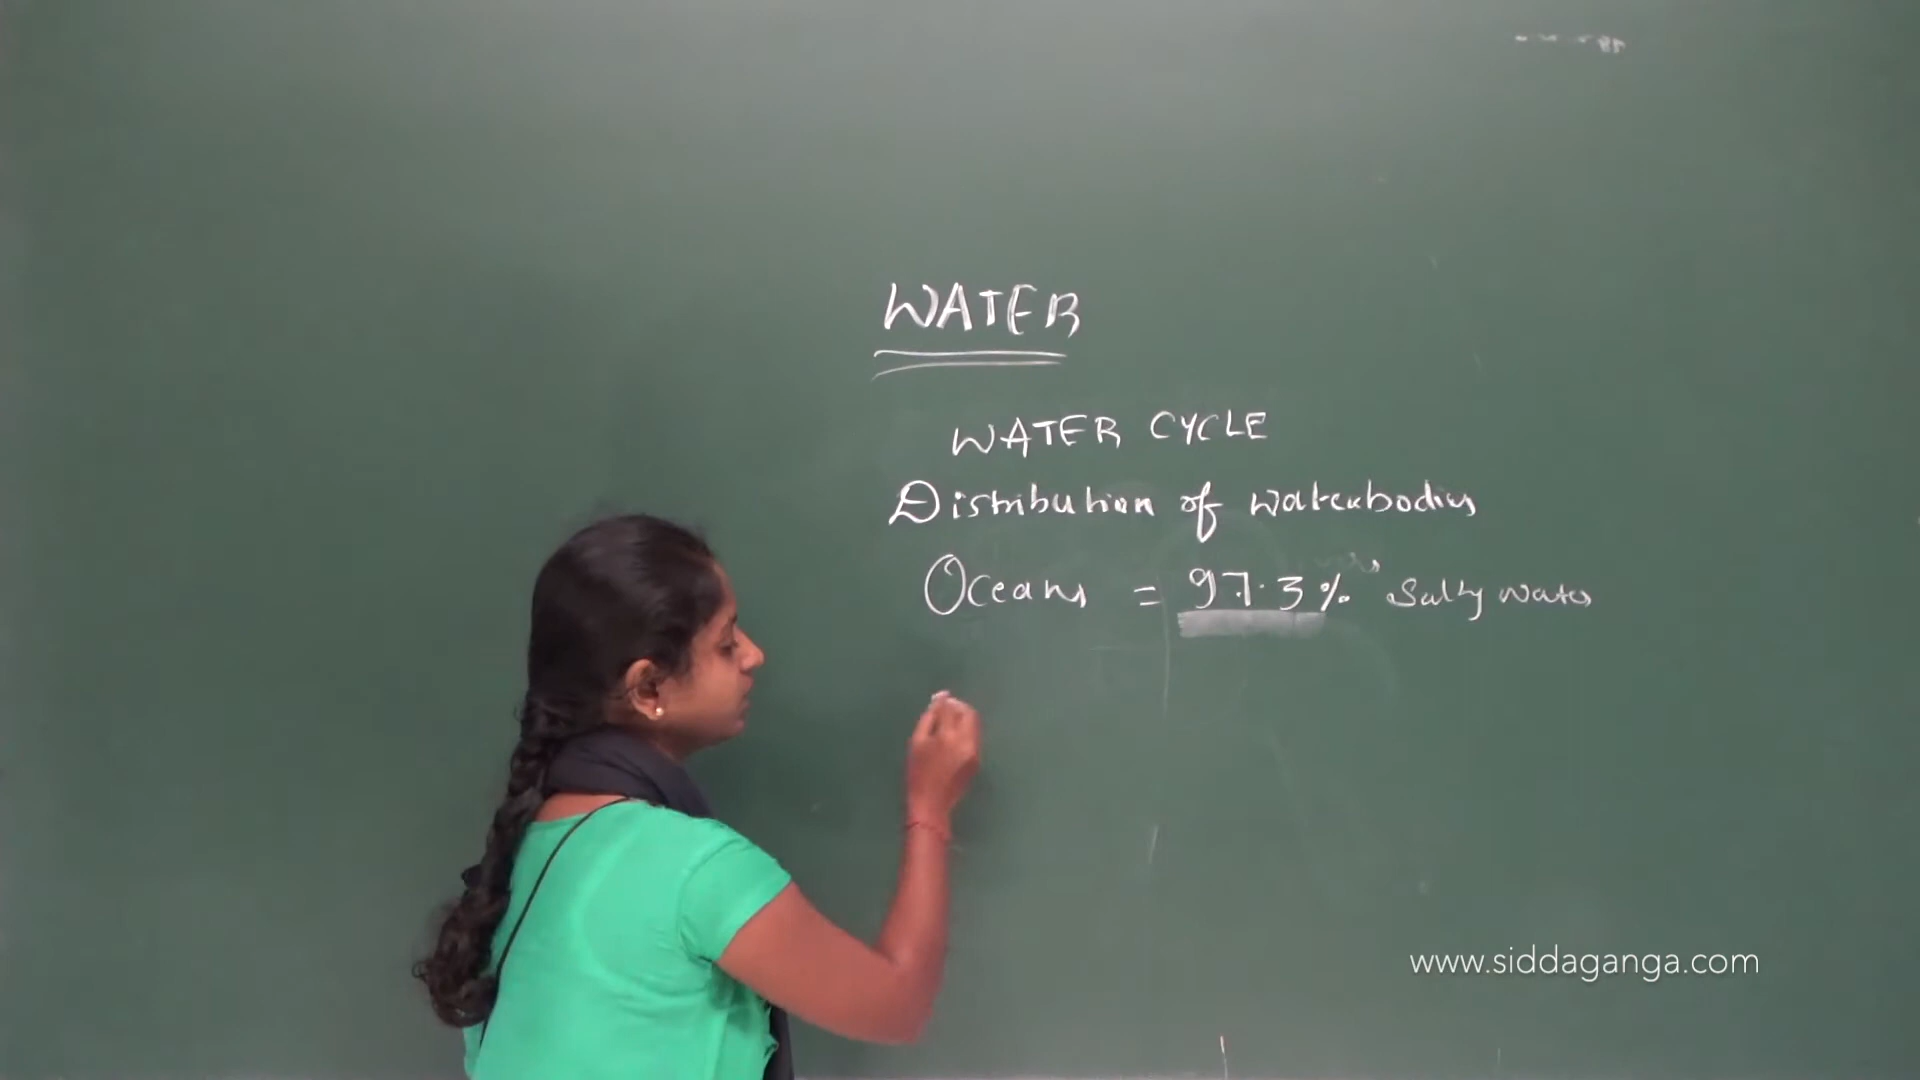 WATER
WATER CYCLE
Distribution of waterbodies
Oceans = 97.3% Salty water
www.siddaganga.com